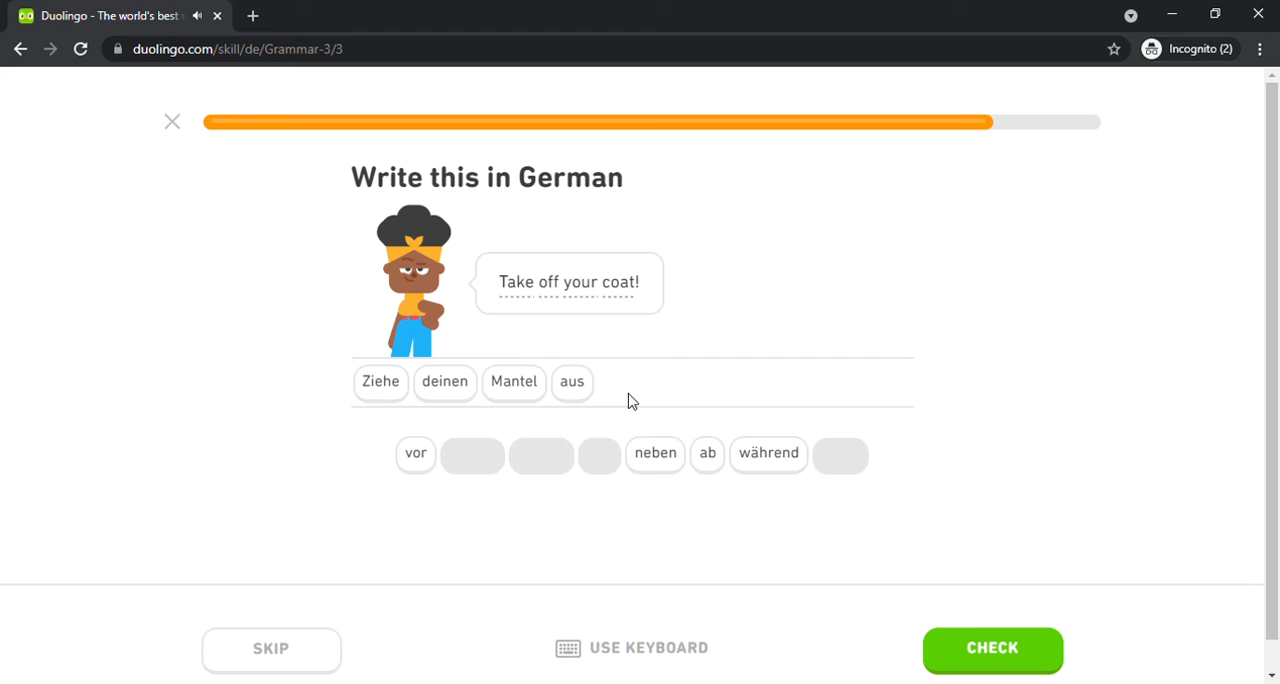 Duolingo - The world's best
duolingo.com/skill/de/Grammar-3/3
Incognito (2)
Write this in German
Take off your coat!
Ziehe deinen Mantel aus
vor neben ab während
SKIP
USE KEYBOARD
CHECK